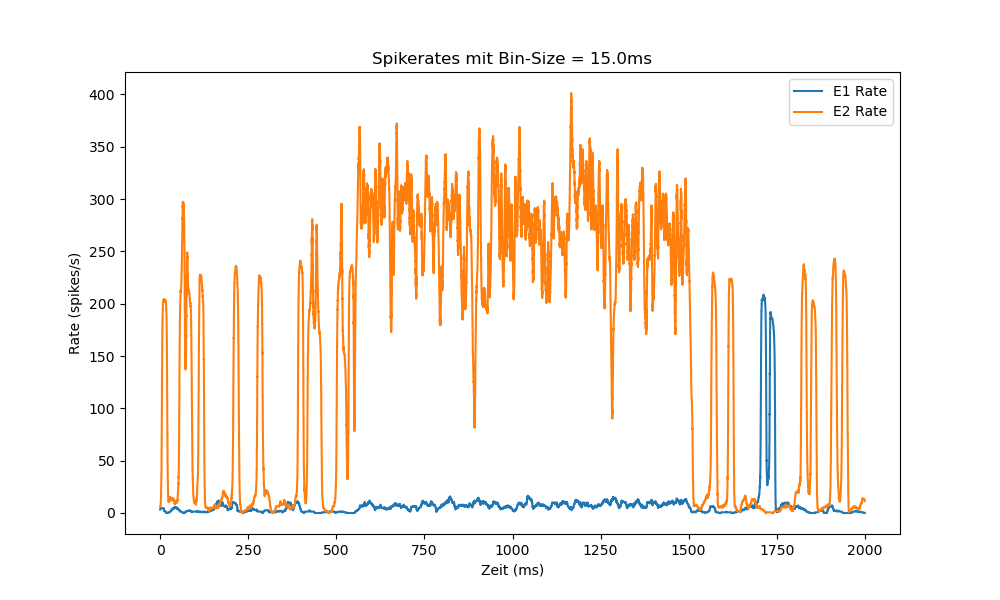 Spikerates mit Bin-Size = 15.0ms
E1 Rate
E2 Rate
Rate (spikes/s)
400
350
300
250
200
150
100
50
0
0 250 500 750 1000 1250 1500 1750 2000
Zeit (ms)